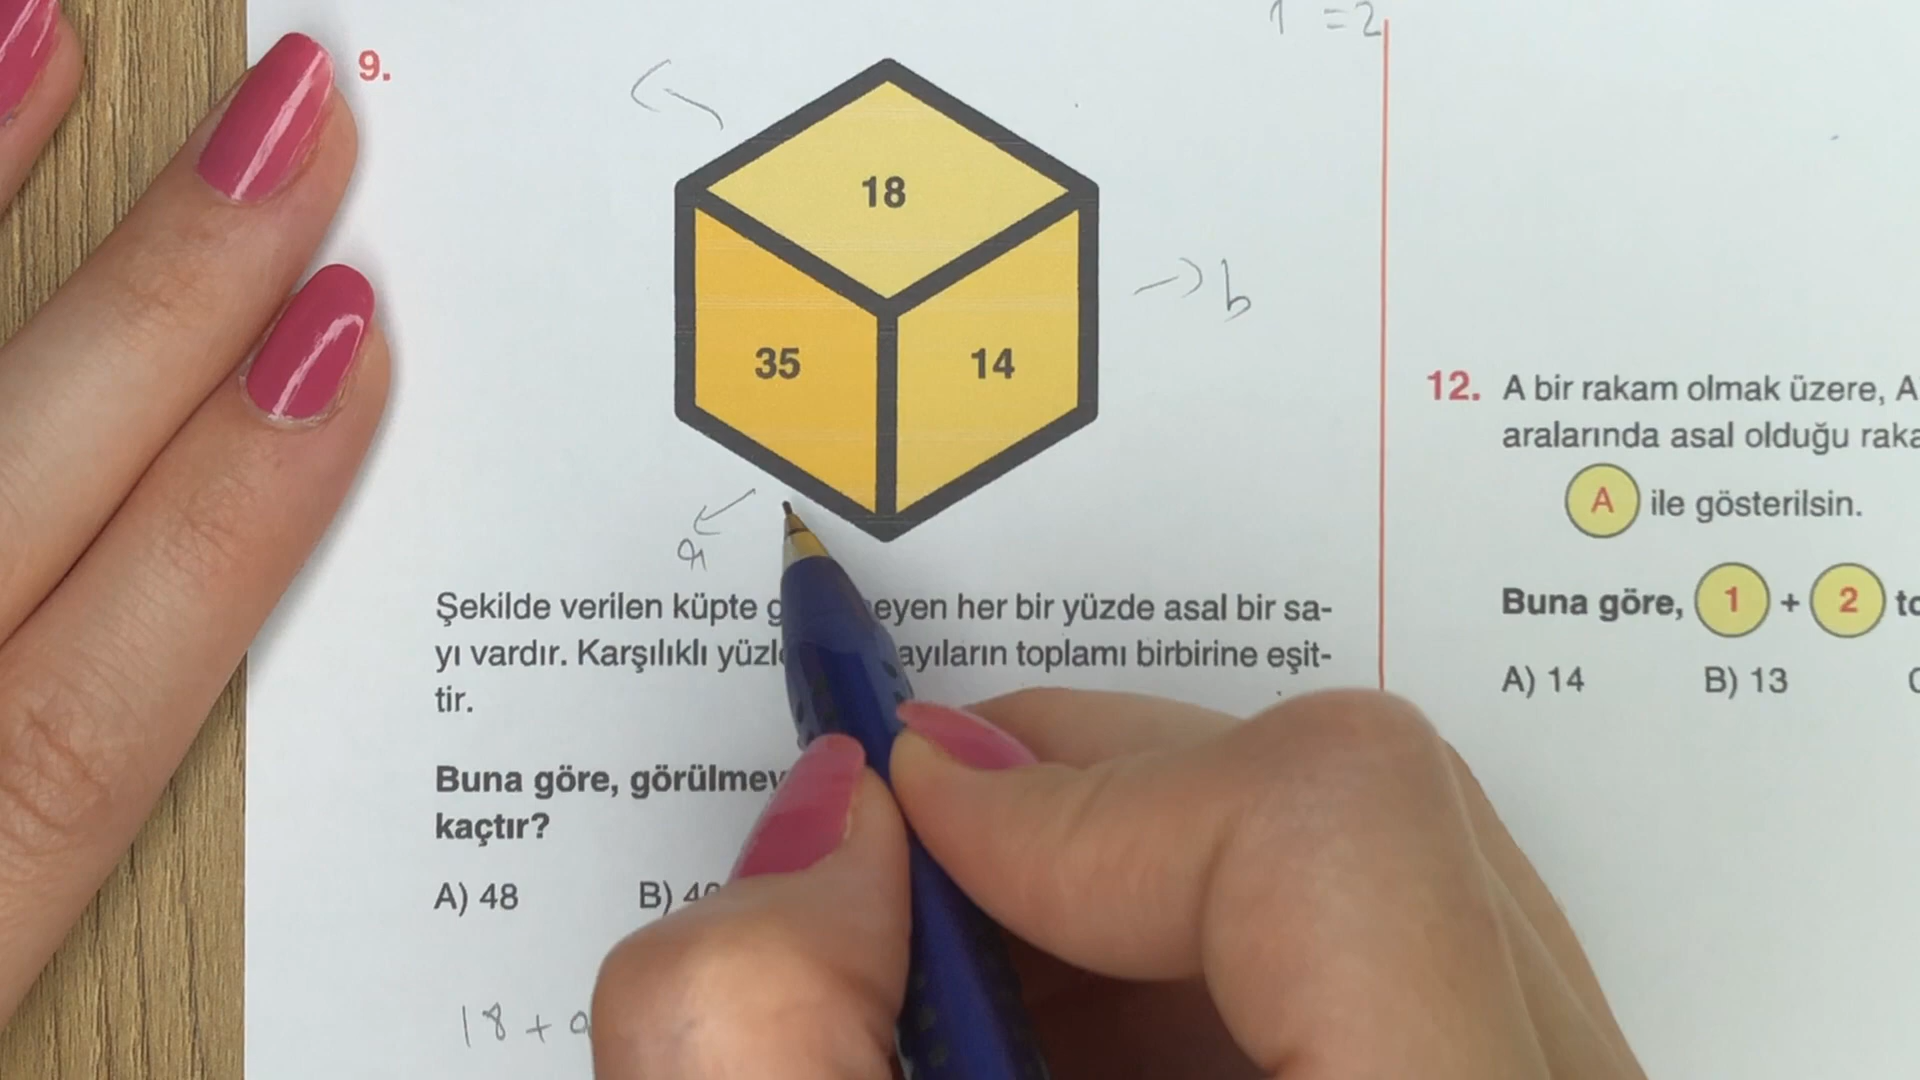 1 =2
9.
18
35
14
b
a
Şekilde verilen küpte eyen her bir yüzde asal bir sa-
yı vardır. Karşılıklı yüzl ayıların toplamı birbirine eşit-
tir.
Buna göre, görülmey
kaçtır?
A) 48 B) 4
18 + a
12. A bir rakam olmak üzere, A
aralarında asal olduğu raka
A ile gösterilsin.
Buna göre, 1 + 2 to
A) 14 B) 13